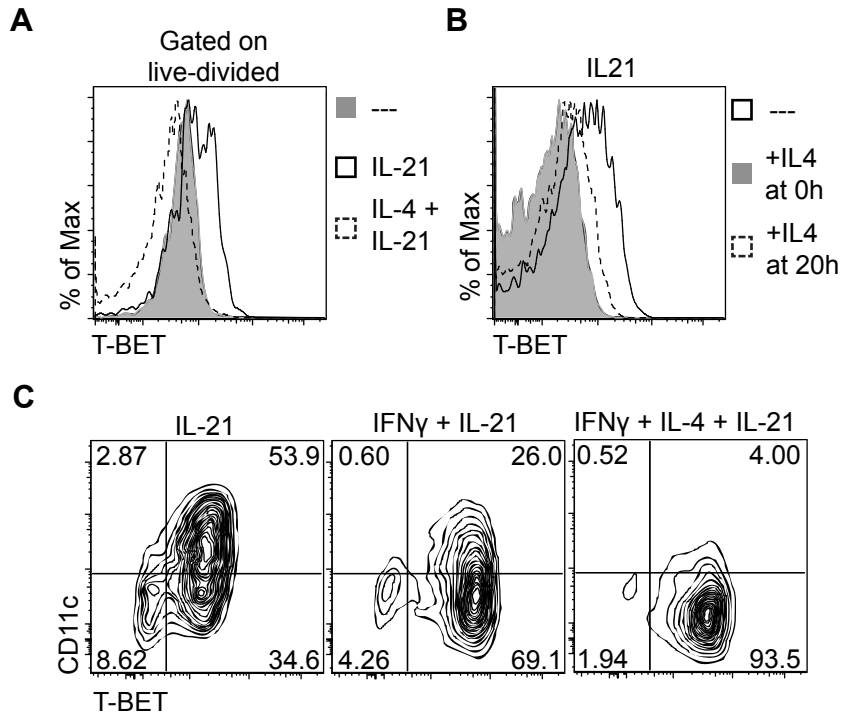 A
Gated on
live-divided
% of Max
T-BET
---
IL-21
IL-4 +
IL-21
B
IL21
% of Max
T-BET
---
+IL4
at 0h
+IL4
at 20h
C
IL-21
2.87 53.9
8.62 34.6
CD11c
T-BET
IFNγ + IL-21
0.60 26.0
4.26 69.1
IFNγ + IL-4 + IL-21
0.52 4.00
1.94 93.5